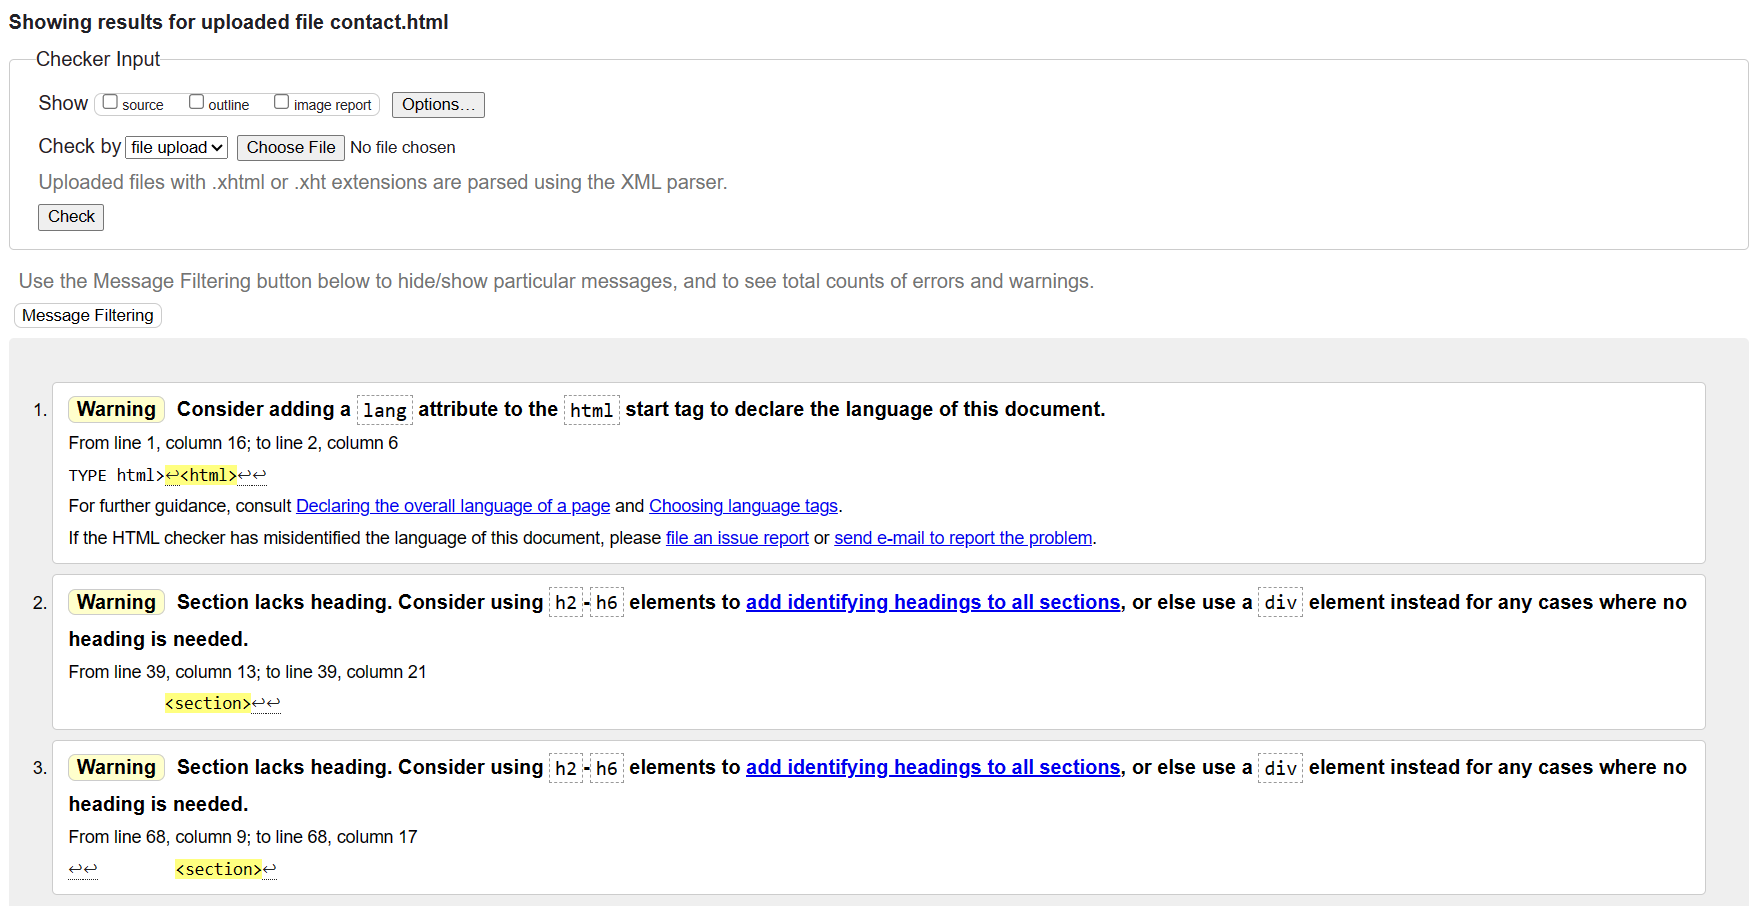 Showing results for uploaded file contact.html
Checker Input
Show source outline image report Options…
Check by file upload Choose File No file chosen
Uploaded files with .xhtml or .xht extensions are parsed using the XML parser.
Check
Use the Message Filtering button below to hide/show particular messages, and to see total counts of errors and warnings.
Message Filtering
1. Warning Consider adding a lang attribute to the html start tag to declare the language of this document.
From line 1, column 16; to line 2, column 6
TYPE html>↩<html>↩↩
For further guidance, consult Declaring the overall language of a page and Choosing language tags.
If the HTML checker has misidentified the language of this document, please file an issue report or send e-mail to report the problem.
2. Warning Section lacks heading. Consider using h2-h6 elements to add identifying headings to all sections, or else use a div element instead for any cases where no
heading is needed.
From line 39, column 13; to line 39, column 21
<section>↩↩
3. Warning Section lacks heading. Consider using h2-h6 elements to add identifying headings to all sections, or else use a div element instead for any cases where no
heading is needed.
From line 68, column 9; to line 68, column 17
↩↩ <section>↩